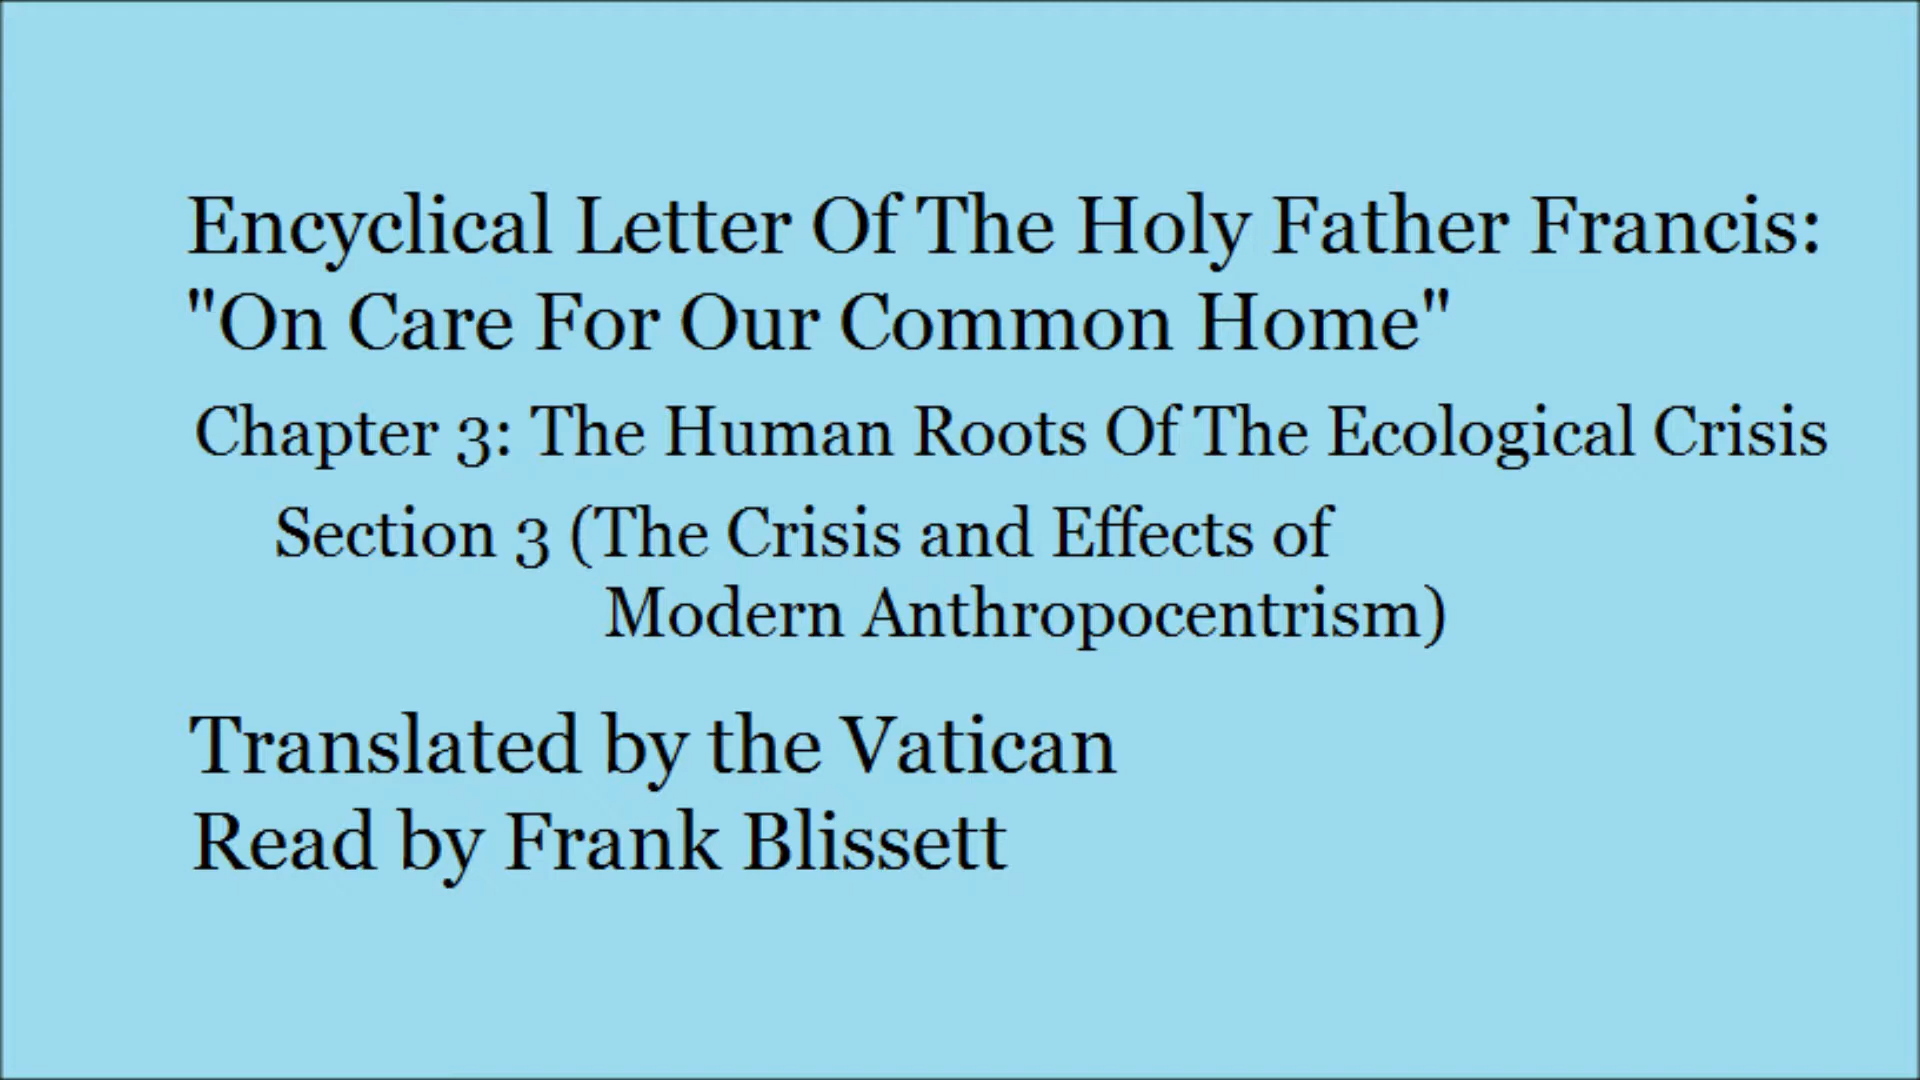 Encyclical Letter Of The Holy Father Francis:
"On Care For Our Common Home"
Chapter 3: The Human Roots Of The Ecological Crisis
Section 3 (The Crisis and Effects of
Modern Anthropocentrism)
Translated by the Vatican
Read by Frank Blissett